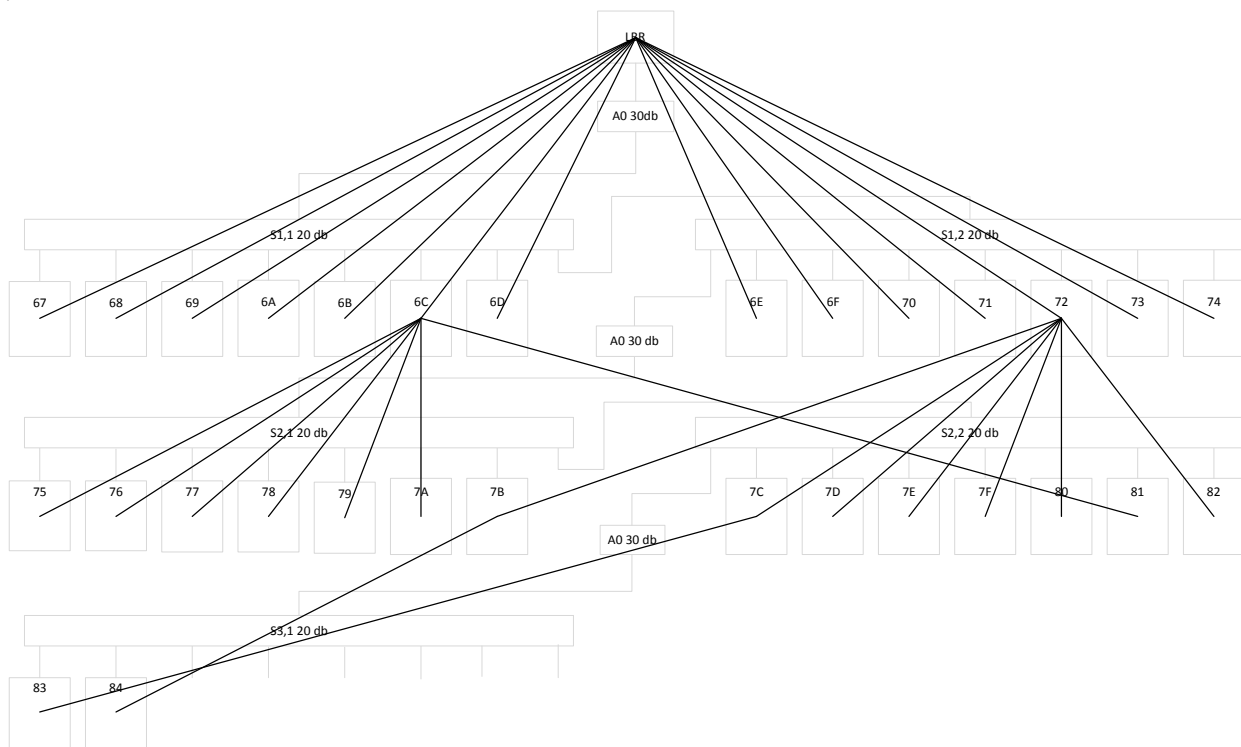 LBR
A0 30db
S1,1 20 db
S1,2 20 db
67 68 69 6A 6B 6C 6D 6E 6F 70 71 72 73 74
A0 30 db
S2,1 20 db
S2,2 20 db
75 76 77 78 79 7A 7B 7C 7D 7E 7F 80 81 82
A0 30 db
S3,1 20 db
83 84